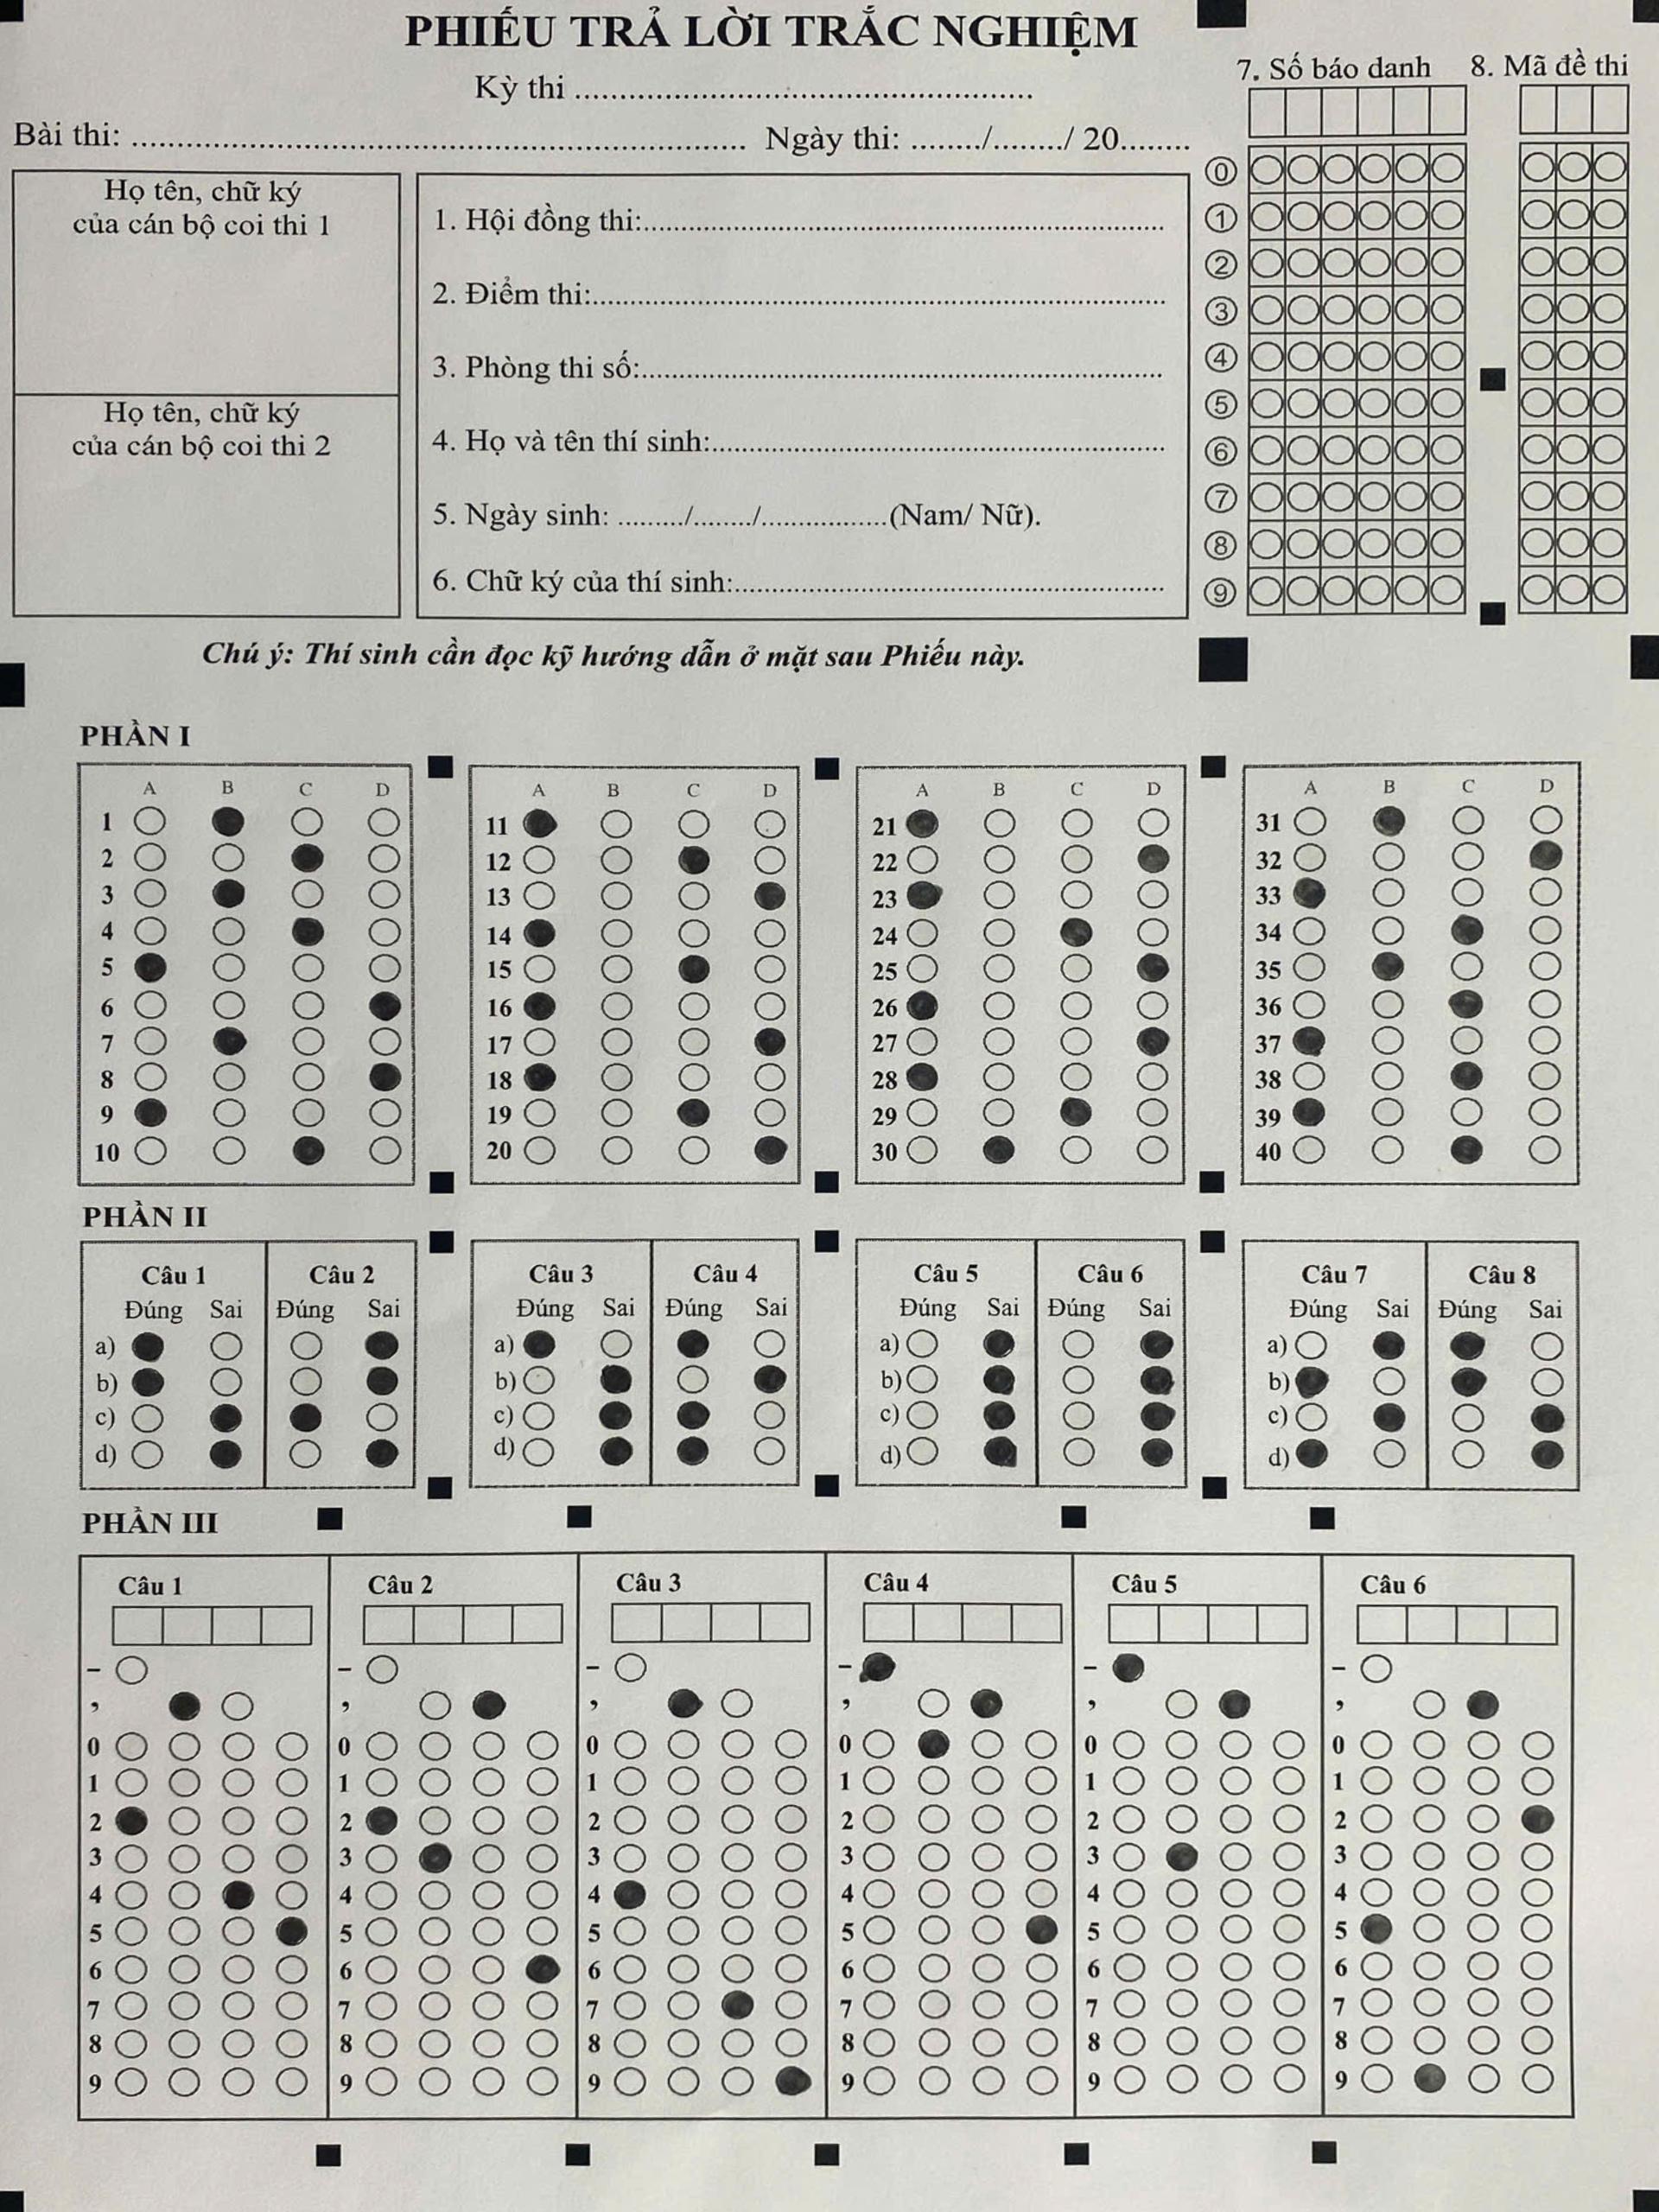 PHIẾU TRẢ LỜI TRẮC NGHIỆM
Kỳ thi ....................................................
Bài thi: ...................................................................... Ngày thi: ......../......../ 20........
7. Số báo danh
8. Mã đề thi
Họ tên, chữ ký
của cán bộ coi thi 1
Họ tên, chữ ký
của cán bộ coi thi 2
1. Hội đồng thi:............................................................
2. Điểm thi:..................................................................
3. Phòng thi số:............................................................
4. Họ và tên thí sinh:....................................................
5. Ngày sinh: ........./......../...............(Nam/ Nữ).
6. Chữ ký của thí sinh:..................................................
0
1
2
3
4
5
6
7
8
9
Chú ý: Thí sinh cần đọc kỹ hướng dẫn ở mặt sau Phiếu này.
PHẦN I
A B C D
1
2
3
4
5
6
7
8
9
10
A B C D
11
12
13
14
15
16
17
18
19
20
A B C D
21
22
23
24
25
26
27
28
29
30
A B C D
31
32
33
34
35
36
37
38
39
40
PHẦN II
Câu 1 Câu 2
Đúng Sai Đúng Sai
a)
b)
c)
d)
Câu 3 Câu 4
Đúng Sai Đúng Sai
a)
b)
c)
d)
Câu 5 Câu 6
Đúng Sai Đúng Sai
a)
b)
c)
d)
Câu 7 Câu 8
Đúng Sai Đúng Sai
a)
b)
c)
d)
PHẦN III
Câu 1 Câu 2 Câu 3 Câu 4 Câu 5 Câu 6
- - - - - -
, , , , , ,
0 0 0 0 0 0
1 1 1 1 1 1
2 2 2 2 2 2
3 3 3 3 3 3
4 4 4 4 4 4
5 5 5 5 5 5
6 6 6 6 6 6
7 7 7 7 7 7
8 8 8 8 8 8
9 9 9 9 9 9